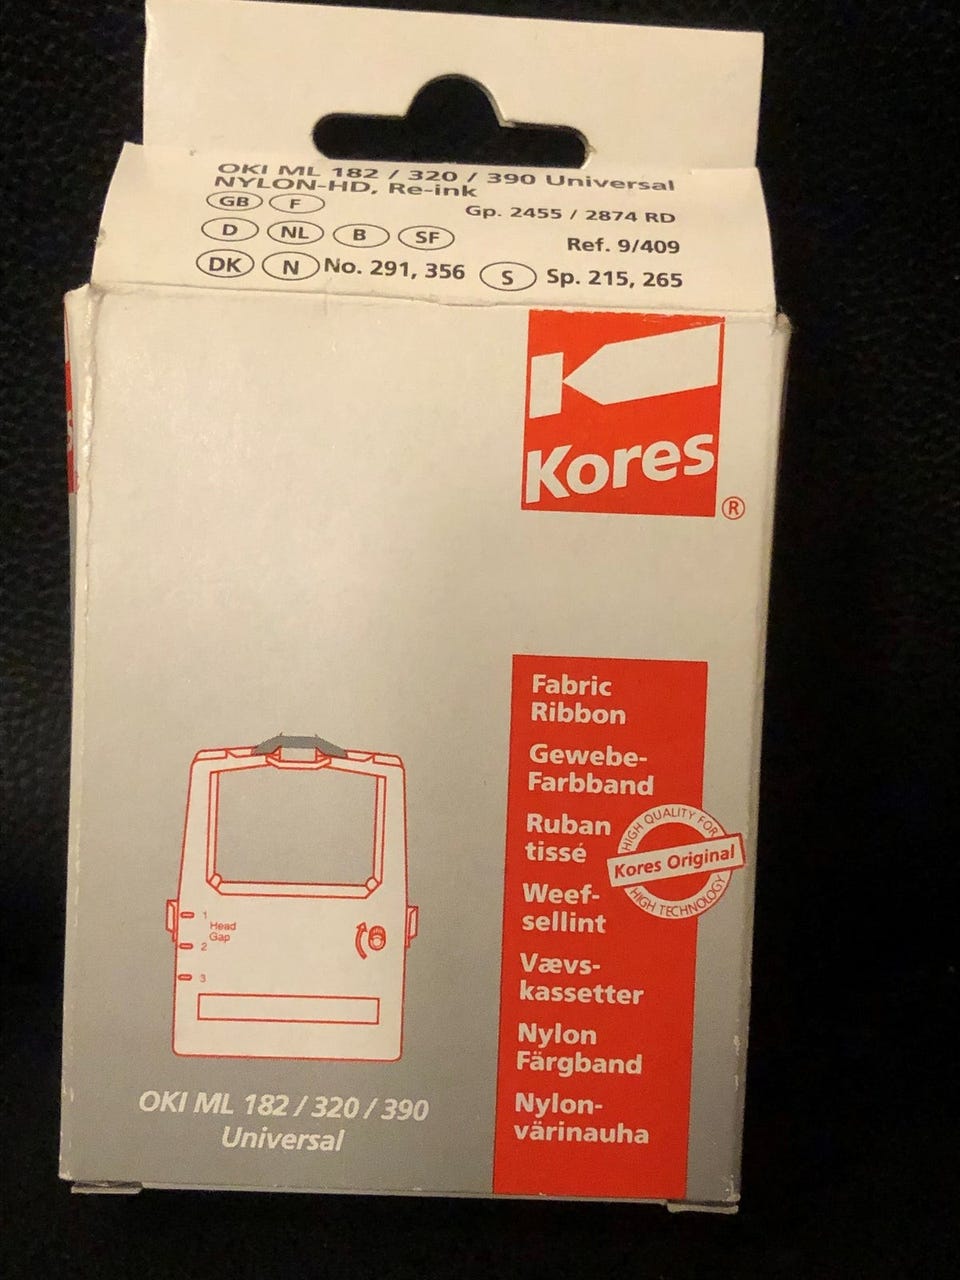 OKI ML 182 / 320 / 390 Universal
NYLON-HD, Re-ink
GB F Gp. 2455 / 2874 RD
D NL B SF Ref. 9/409
DK N No. 291, 356 S Sp. 215, 265
Kores
®
Fabric
Ribbon
Gewebe-
Farbband
Ruban
tissé
HIGH QUALITY FOR
Kores Original
HIGH TECHNOLOGY
Weef-
sellint
Vævs-
kassetter
Nylon
Färgband
Nylon-
värinauha
1 Head
Gap
2
3
OKI ML 182 / 320 / 390
Universal